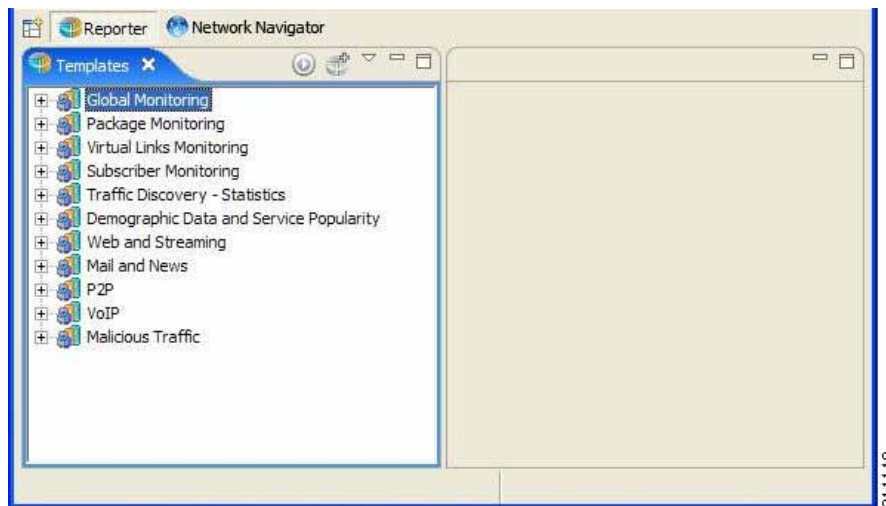 Reporter Network Navigator
Templates
Global Monitoring
Package Monitoring
Virtual Links Monitoring
Subscriber Monitoring
Traffic Discovery - Statistics
Demographic Data and Service Popularity
Web and Streaming
Mail and News
P2P
VoIP
Malicious Traffic